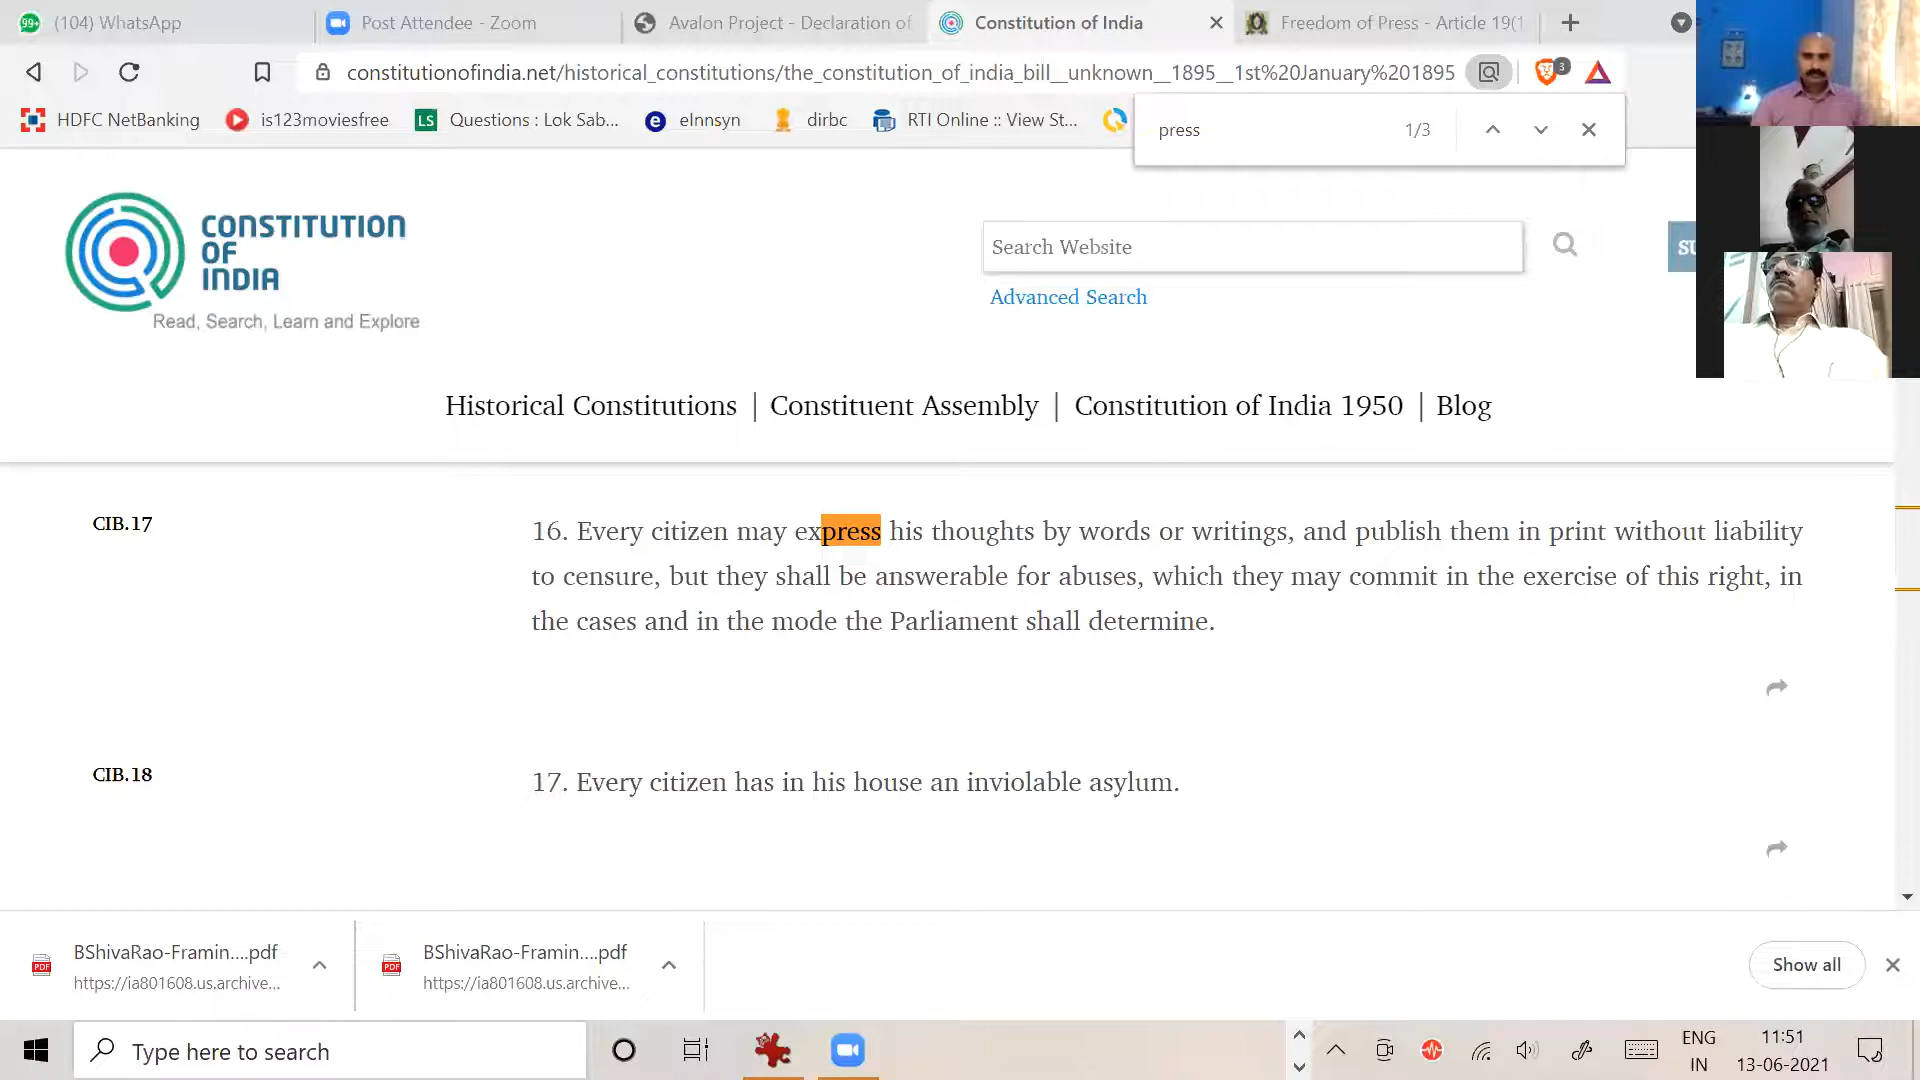 (104) WhatsApp
Post Attendee - Zoom
Avalon Project - Declaration of
Constitution of India
Freedom of Press - Article 19(1
constitutionofindia.net/historical_constitutions/the_constitution_of_india_bill__unknown__1895__1st%20January%201895
3
HDFC NetBanking
is123moviesfree
LS Questions : Lok Sab...
eInnsyn
dirbc
RTI Online :: View St...
press
1/3
CONSTITUTION
OF
INDIA
Read, Search, Learn and Explore
Search Website
Advanced Search
SU
Historical Constitutions | Constituent Assembly | Constitution of India 1950 | Blog
CIB.17
16. Every citizen may express his thoughts by words or writings, and publish them in print without liability
to censure, but they shall be answerable for abuses, which they may commit in the exercise of this right, in
the cases and in the mode the Parliament shall determine.
CIB.18
17. Every citizen has in his house an inviolable asylum.
PDF
BShivaRao-Framin....pdf
https://ia801608.us.archive...
PDF
BShivaRao-Framin....pdf
https://ia801608.us.archive...
Show all
Type here to search
ENG
IN
11:51
13-06-2021